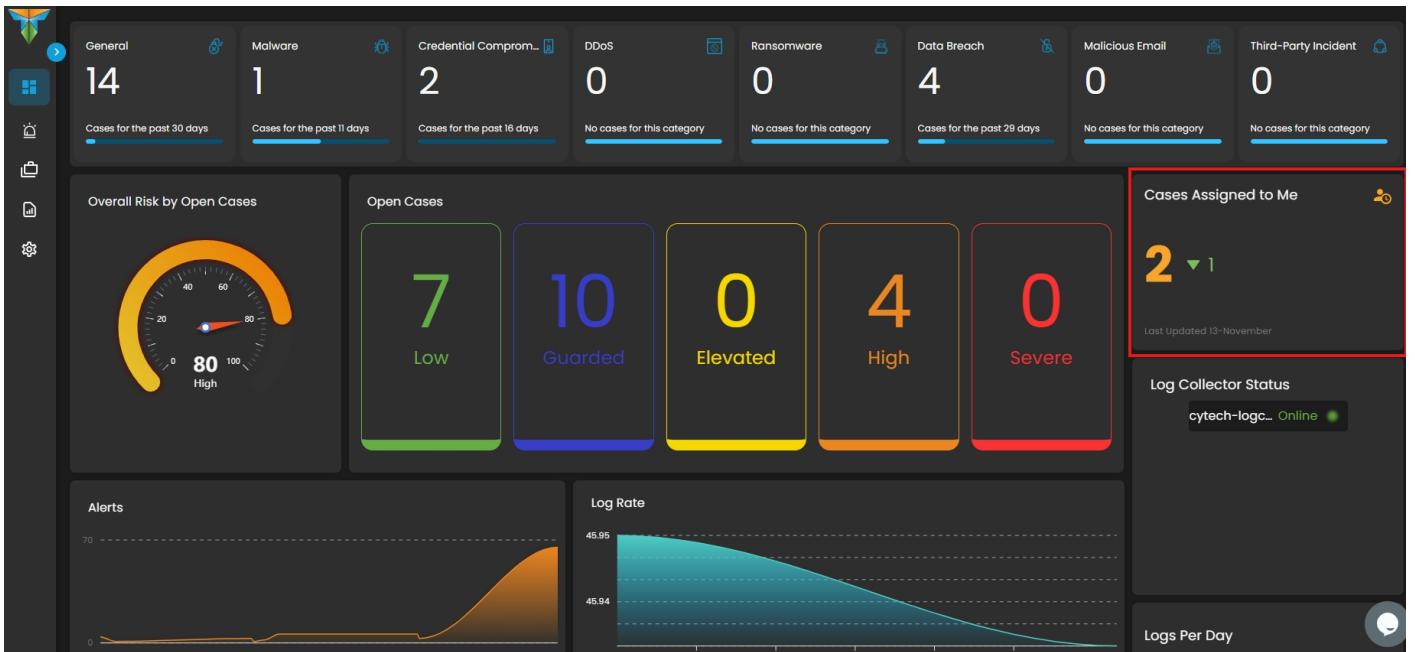 General
14
Cases for the past 30 days
Malware
1
Cases for the past 11 days
Credential Comprom...
2
Cases for the past 16 days
DDoS
0
No cases for this category
Ransomware
0
No cases for this category
Data Breach
4
Cases for the past 29 days
Malicious Email
0
No cases for this category
Third-Party Incident
0
No cases for this category
Overall Risk by Open Cases
0
20
40
60
80
100
80
High
Open Cases
7
Low
10
Guarded
0
Elevated
4
High
0
Severe
Cases Assigned to Me
2 ▼ 1
Last Updated 13-November
Log Collector Status
cytech-logc... Online
Alerts
70
0
Log Rate
45.95
45.94
Logs Per Day